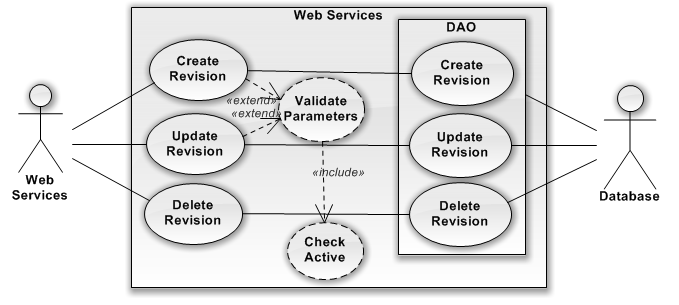 Web Services
DAO
Create
Revision
Create
Revision
«extend»
«extend»
Validate
Parameters
Update
Revision
Update
Revision
Web
Services
Database
«include»
Delete
Revision
Delete
Revision
Check
Active